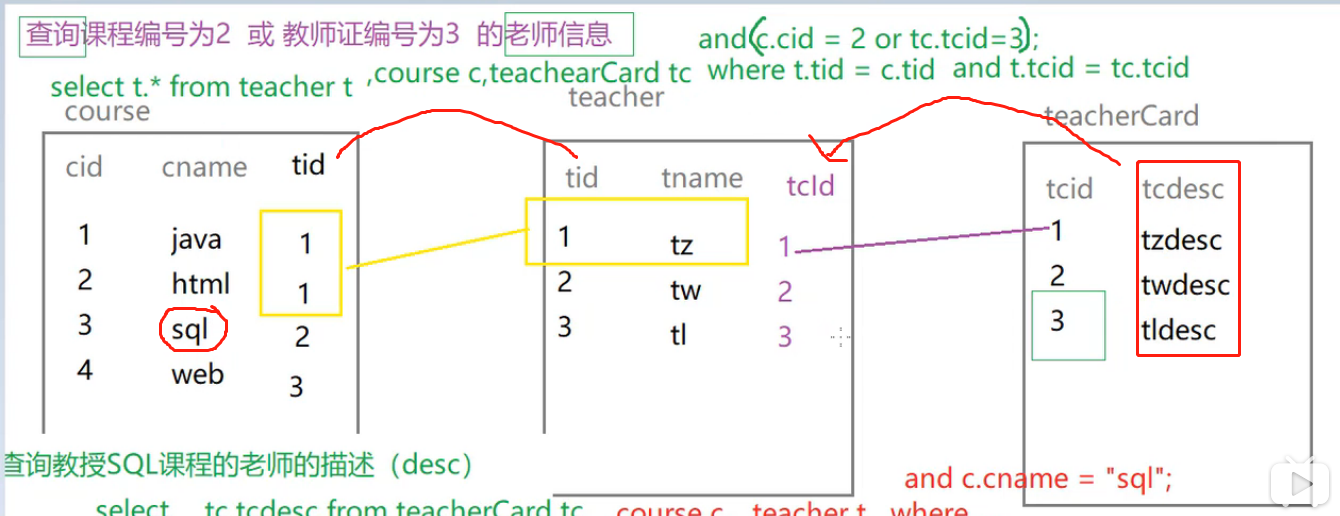 查询课程编号为2 或 教师证编号为3 的老师信息
and(c.cid = 2 or tc.tcid=3);
select t.* from teacher t ,course c,teachearCard tc where t.tid = c.tid and t.tcid = tc.tcid
course teacher teacherCard
cid cname tid tid tname tcId tcid tcdesc
1 java 1 1 tz 1 1 tzdesc
2 html 1 2 tw 2 2 twdesc
3 sql 2 3 tl 3 3 tldesc
4 web 3
查询教授SQL课程的老师的描述（desc）
and c.cname = "sql";
select tc.tcdesc from teacherCard tc course c teacher t where